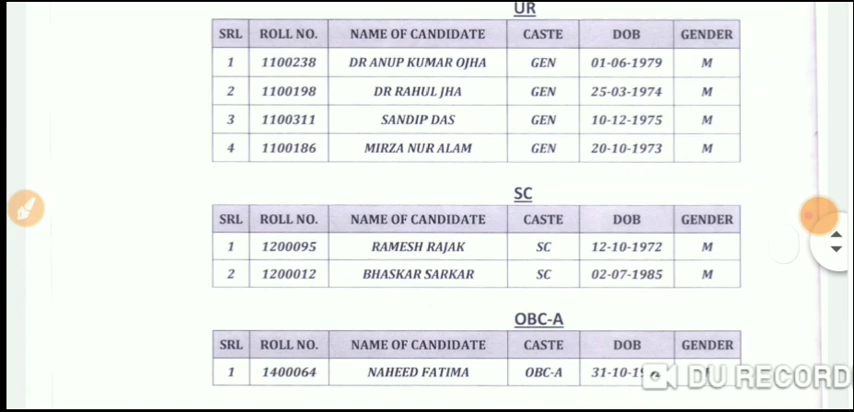 UR
SRL ROLL NO. NAME OF CANDIDATE CASTE DOB GENDER
1 1100238 DR ANUP KUMAR OJHA GEN 01-06-1979 M
2 1100198 DR RAHUL JHA GEN 25-03-1974 M
3 1100311 SANDIP DAS GEN 10-12-1975 M
4 1100186 MIRZA NUR ALAM GEN 20-10-1973 M
SC
SRL ROLL NO. NAME OF CANDIDATE CASTE DOB GENDER
1 1200095 RAMESH RAJAK SC 12-10-1972 M
2 1200012 BHASKAR SARKAR SC 02-07-1985 M
OBC-A
SRL ROLL NO. NAME OF CANDIDATE CASTE DOB GENDER
1 1400064 NAHEED FATIMA OBC-A
DU RECORD